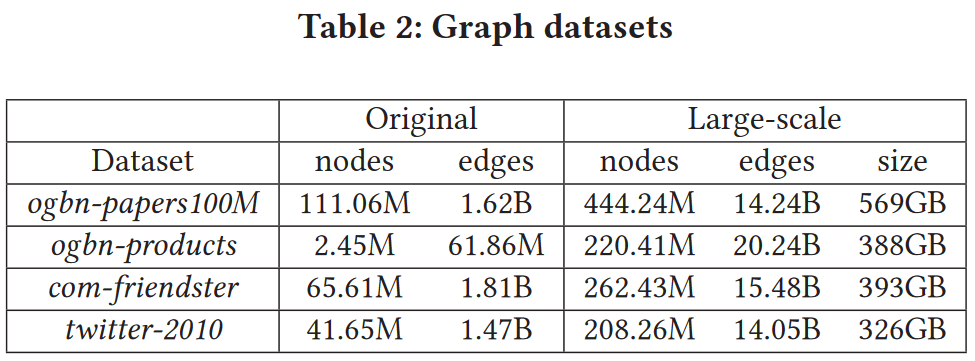 Table 2: Graph datasets
Original Large-scale
Dataset nodes edges nodes edges size
ogbn-papers100M 111.06M 1.62B 444.24M 14.24B 569GB
ogbn-products 2.45M 61.86M 220.41M 20.24B 388GB
com-friendster 65.61M 1.81B 262.43M 15.48B 393GB
twitter-2010 41.65M 1.47B 208.26M 14.05B 326GB